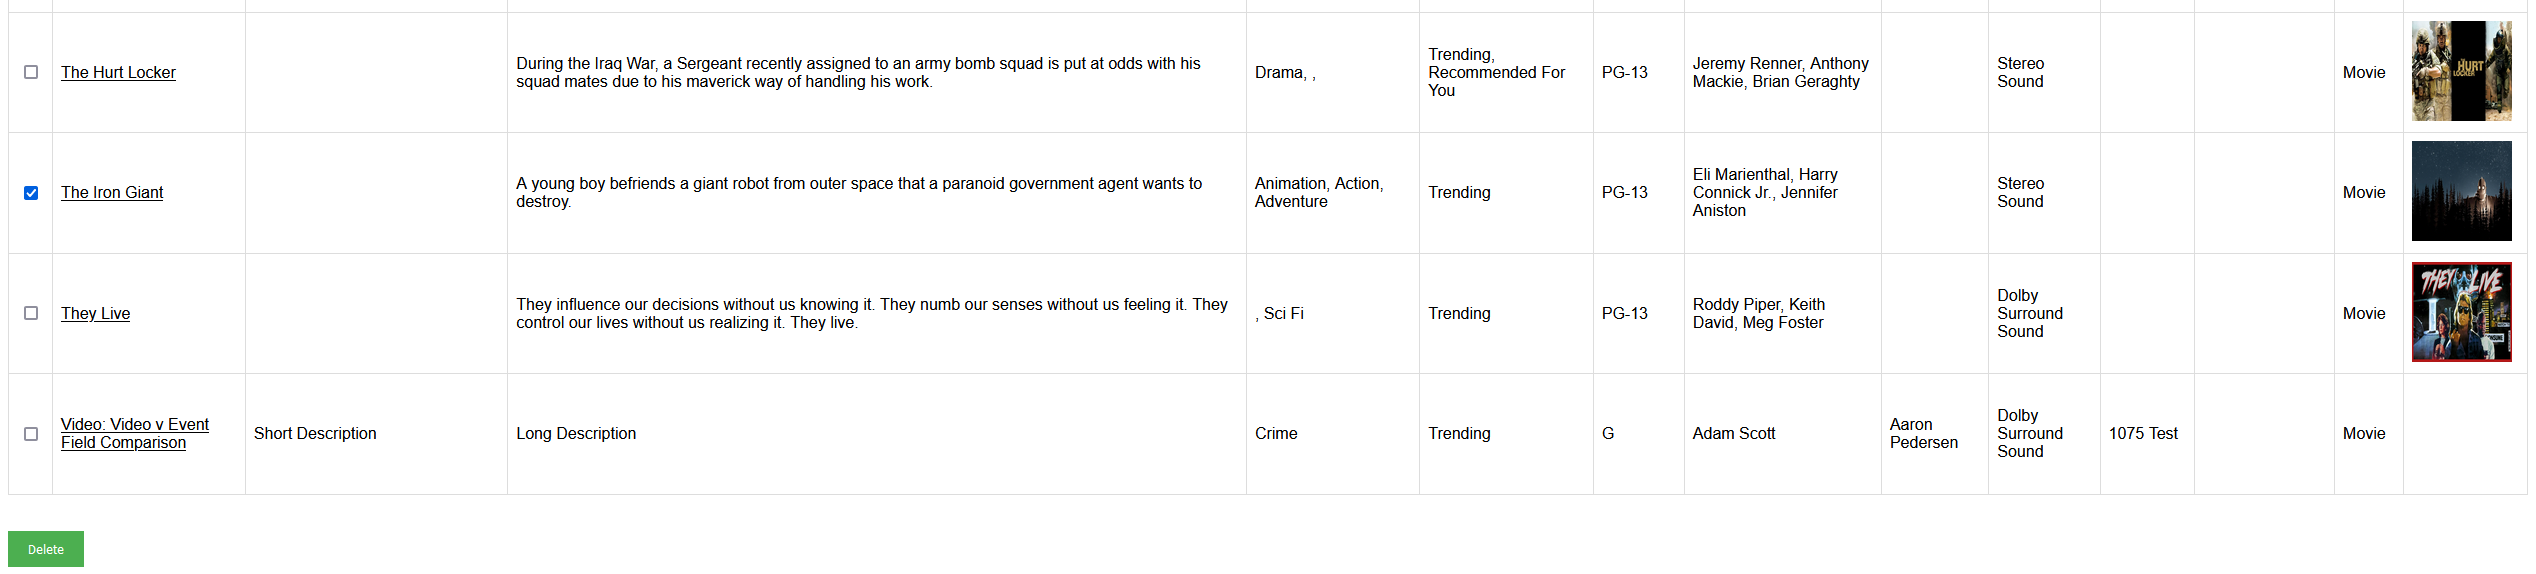 The Hurt Locker
During the Iraq War, a Sergeant recently assigned to an army bomb squad is put at odds with his
squad mates due to his maverick way of handling his work.
Drama, ,
Trending,
Recommended For
You
PG-13
Jeremy Renner, Anthony
Mackie, Brian Geraghty
Stereo
Sound
Movie
HURT
LOCKER
The Iron Giant
A young boy befriends a giant robot from outer space that a paranoid government agent wants to
destroy.
Animation, Action,
Adventure
Trending
PG-13
Eli Marienthal, Harry
Connick Jr., Jennifer
Aniston
Stereo
Sound
Movie
They Live
They influence our decisions without us knowing it. They numb our senses without us feeling it. They
control our lives without us realizing it. They live.
, Sci Fi
Trending
PG-13
Roddy Piper, Keith
David, Meg Foster
Dolby
Surround
Sound
Movie
THEY LIVE
Video: Video v Event
Field Comparison
Short Description
Long Description
Crime
Trending
G
Adam Scott
Aaron
Pedersen
Dolby
Surround
Sound
1075 Test
Movie
Delete